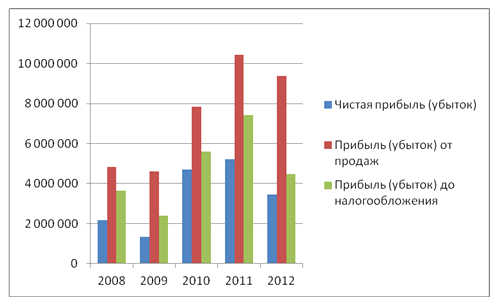 12 000 000
10 000 000
8 000 000
6 000 000
4 000 000
2 000 000
0
2008 2009 2010 2011 2012
Чистая прибыль (убыток)
Прибыль (убыток) от
продаж
Прибыль (убыток) до
налогообложения